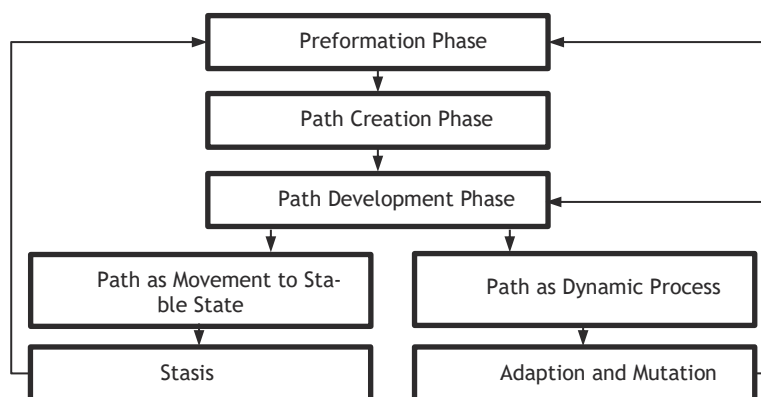 Preformation Phase
Path Creation Phase
Path Development Phase
Path as Movement to Sta-
ble State
Path as Dynamic Process
Stasis
Adaption and Mutation